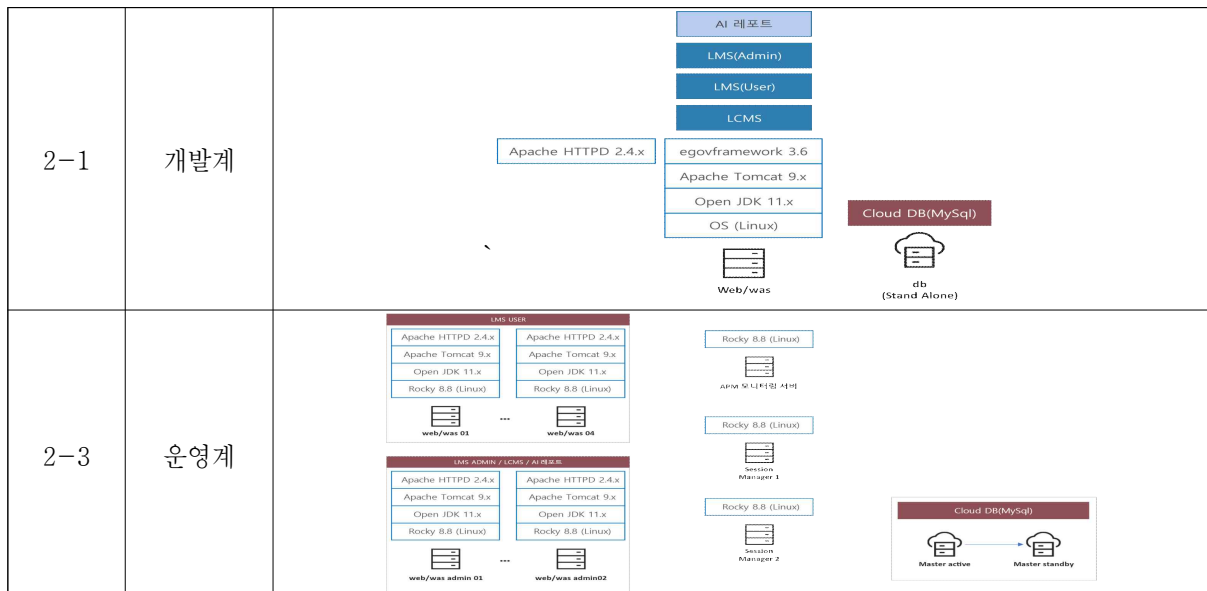 2-1
개발계
AI 레포트
LMS(Admin)
LMS(User)
LCMS
Apache HTTPD 2.4.x
egovframework 3.6
Apache Tomcat 9.x
Open JDK 11.x
OS (Linux)
Web/was
Cloud DB(MySql)
db
(Stand Alone)
`
2-3
운영계
LMS USER
Apache HTTPD 2.4.x
Apache Tomcat 9.x
Open JDK 11.x
Rocky 8.8 (Linux)
web/was 01
...
Apache HTTPD 2.4.x
Apache Tomcat 9.x
Open JDK 11.x
Rocky 8.8 (Linux)
web/was 04
LMS ADMIN / LCMS / AI 레포트
Apache HTTPD 2.4.x
Apache Tomcat 9.x
Open JDK 11.x
Rocky 8.8 (Linux)
web/was admin 01
...
Apache HTTPD 2.4.x
Apache Tomcat 9.x
Open JDK 11.x
Rocky 8.8 (Linux)
web/was admin02
Rocky 8.8 (Linux)
APM 모니터링 서버
Rocky 8.8 (Linux)
Session
Manager 1
Rocky 8.8 (Linux)
Session
Manager 2
Cloud DB(MySql)
Master active
Master standby